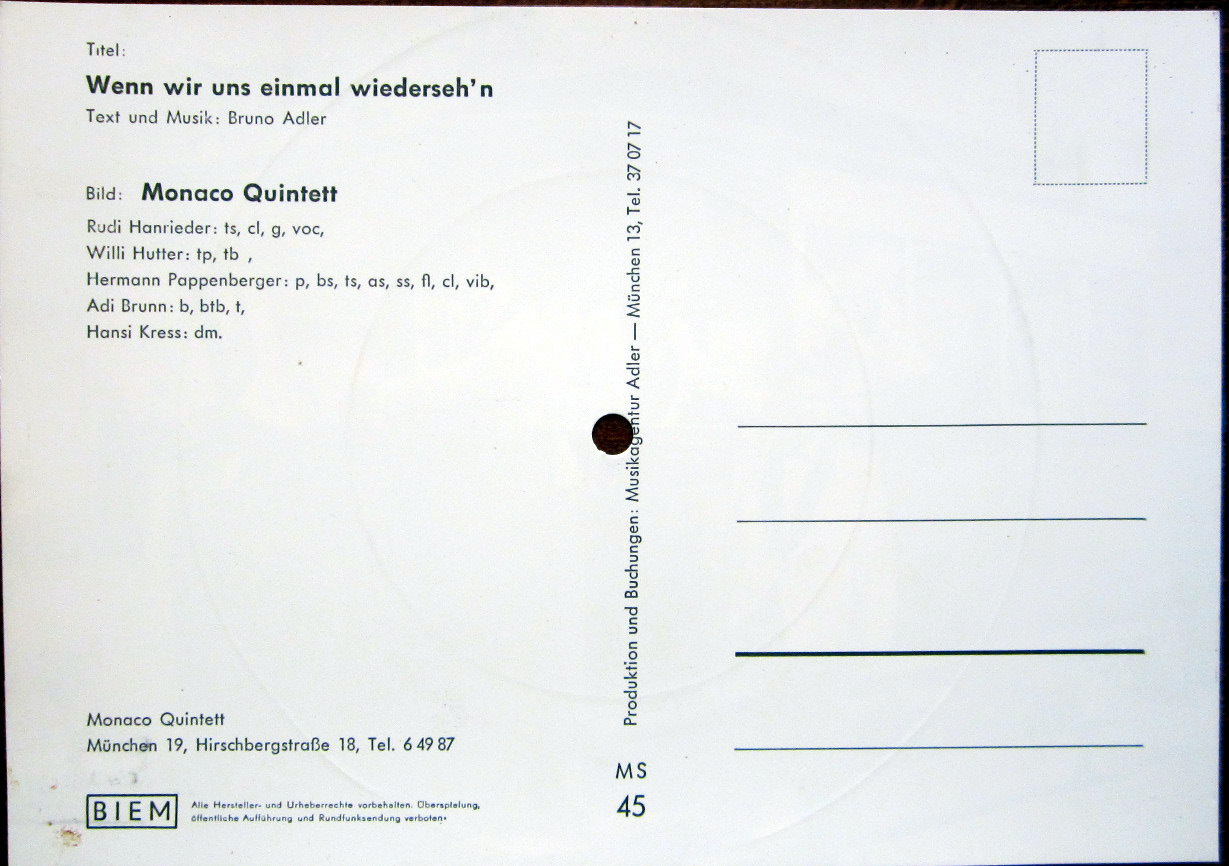 Titel:
Wenn wir uns einmal wiederseh'n
Text und Musik: Bruno Adler
Bild: Monaco Quintett
Rudi Hanrieder: ts, cl, g, voc,
Willi Hutter: tp, tb ,
Hermann Pappenberger: p, bs, ts, as, ss, fl, cl, vib,
Adi Brunn: b, btb, t,
Hansi Kress: dm.
Monaco Quintett
München 19, Hirschbergstraße 18, Tel. 6 49 87
BIEM
Alle Hersteller- und Urheberrechte vorbehalten. Überspielung,
öffentliche Aufführung und Rundfunksendung verboten.
Produktion und Buchungen: Musikagentur Adler — München 13, Tel. 37 07 17
MS
45